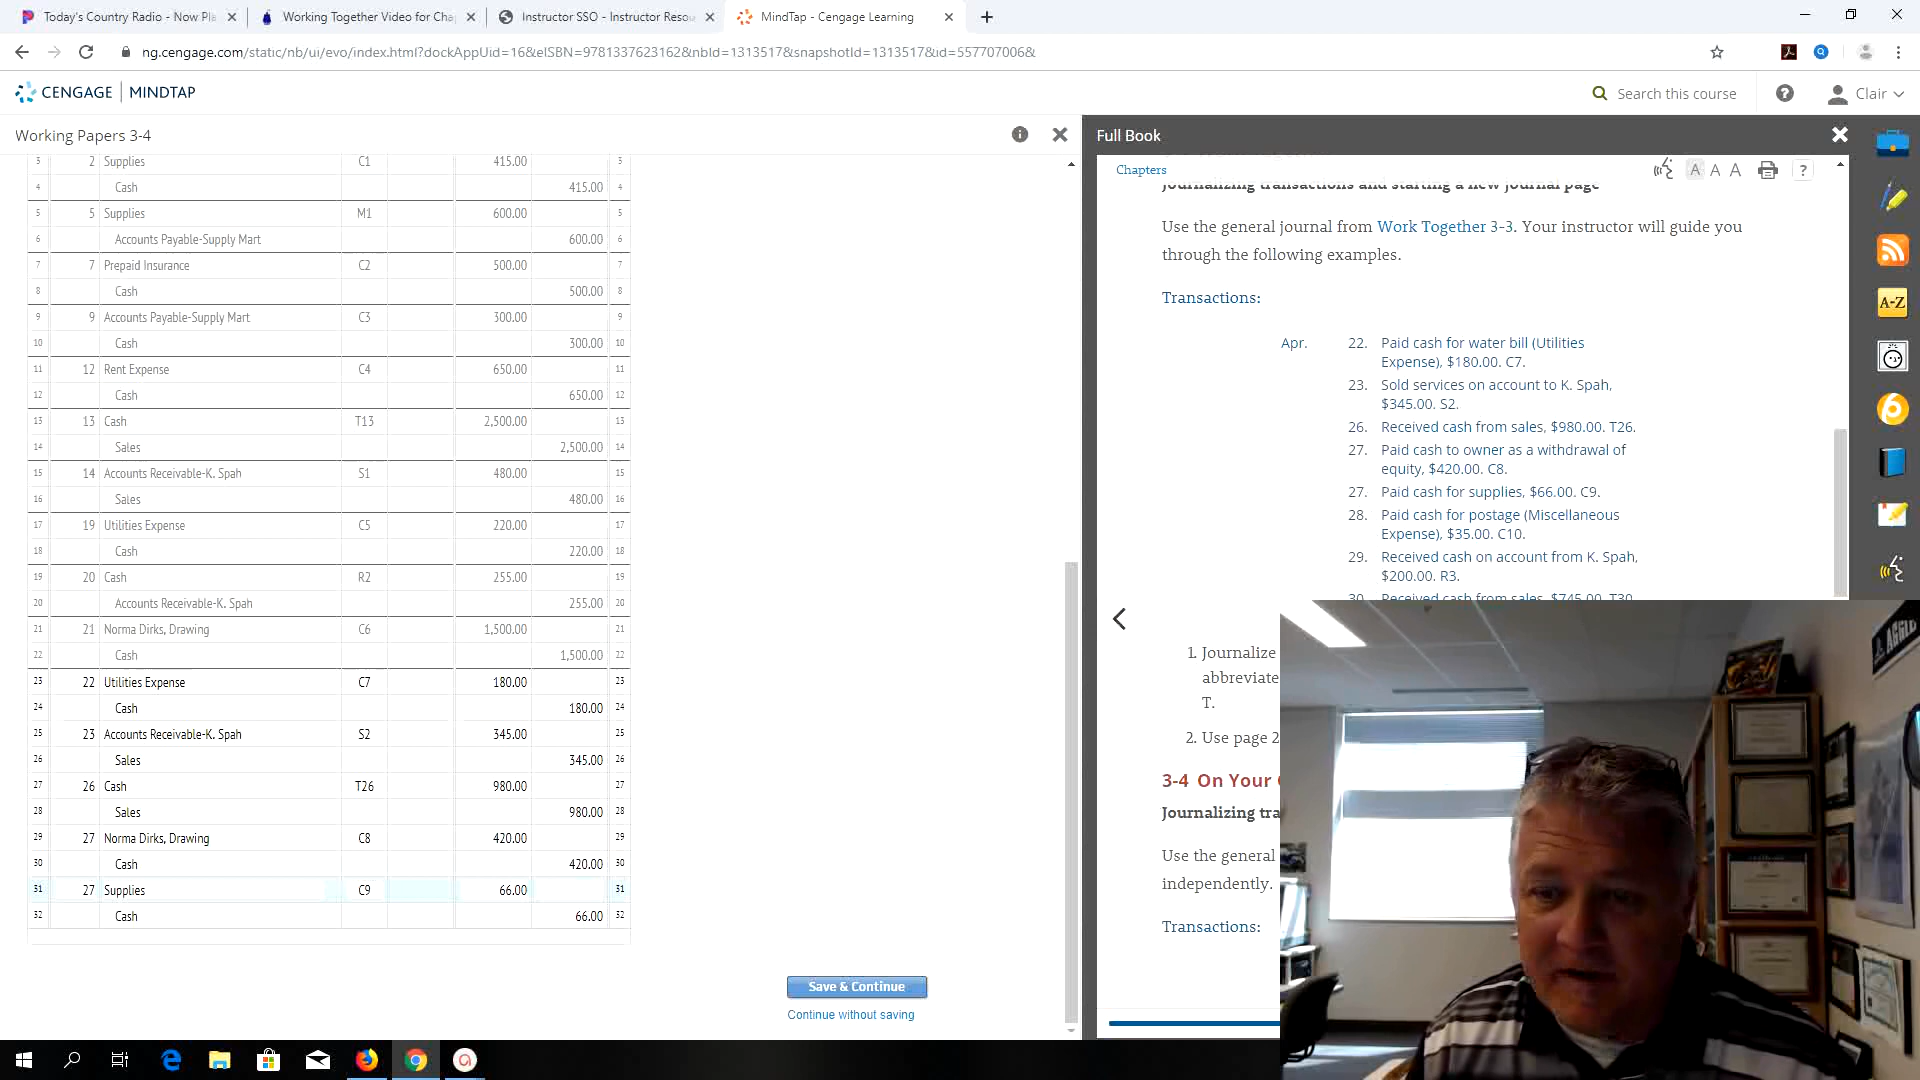 Today's Country Radio - Now Pla
Working Together Video for Cha
Instructor SSO - Instructor Resou
MindTap - Cengage Learning
ng.cengage.com/static/nb/ui/evo/index.html?dockAppUid=16&eISBN=9781337623162&nbId=1313517&snapshotId=1313517&id=557707006&
CENGAGE | MINDTAP
Search this course
Clair
Working Papers 3-4
Full Book
3 2 Supplies C1 415.00 3
4 Cash 415.00 4
5 5 Supplies M1 600.00 5
6 Accounts Payable-Supply Mart 600.00 6
7 7 Prepaid Insurance C2 500.00 7
8 Cash 500.00 8
9 9 Accounts Payable-Supply Mart C3 300.00 9
10 Cash 300.00 10
11 12 Rent Expense C4 650.00 11
12 Cash 650.00 12
13 13 Cash T13 2,500.00 13
14 Sales 2,500.00 14
15 14 Accounts Receivable-K. Spah S1 480.00 15
16 Sales 480.00 16
17 19 Utilities Expense C5 220.00 17
18 Cash 220.00 18
19 20 Cash R2 255.00 19
20 Accounts Receivable-K. Spah 255.00 20
21 21 Norma Dirks, Drawing C6 1,500.00 21
22 Cash 1,500.00 22
23 22 Utilities Expense C7 180.00 23
24 Cash 180.00 24
25 23 Accounts Receivable-K. Spah S2 345.00 25
26 Sales 345.00 26
27 26 Cash T26 980.00 27
28 Sales 980.00 28
29 27 Norma Dirks, Drawing C8 420.00 29
30 Cash 420.00 30
31 27 Supplies C9 66.00 31
32 Cash 66.00 32
Save & Continue
Continue without saving
Chapters
A A A
?
Journalizing transactions and starting a new journal page
Use the general journal from Work Together 3-3. Your instructor will guide you
through the following examples.
Transactions:
Apr. 22. Paid cash for water bill (Utilities
Expense), $180.00. C7.
23. Sold services on account to K. Spah,
$345.00. S2.
26. Received cash from sales, $980.00. T26.
27. Paid cash to owner as a withdrawal of
equity, $420.00. C8.
27. Paid cash for supplies, $66.00. C9.
28. Paid cash for postage (Miscellaneous
Expense), $35.00. C10.
29. Received cash on account from K. Spah,
$200.00. R3.
30. Received cash from sales, $745.00. T30.
1. Journalize
abbreviate
T.
2. Use page 2
3-4 On Your
Journalizing tra
Use the general
independently.
Transactions:
A-Z
AGGIE